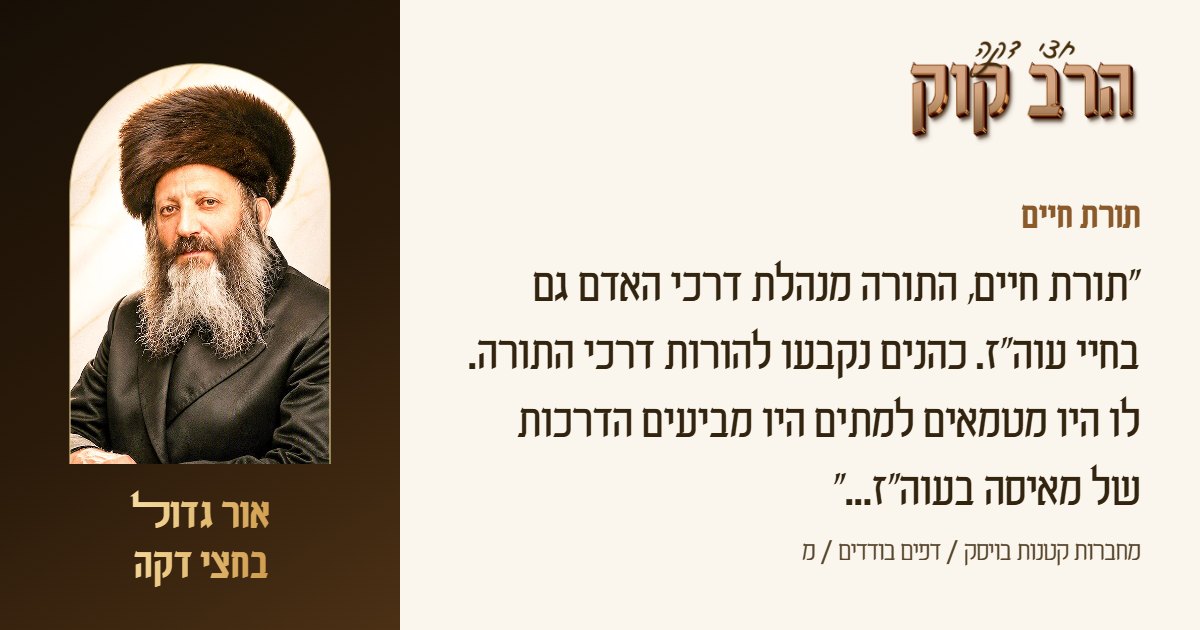 חצי דקה
הרב קוק
תורת חיים
"תורת חיים, התורה מנהלת דרכי האדם גם
בחיי עוה"ז. כהנים נקבעו להורות דרכי התורה.
לו היו מטמאים למתים היו מביעים הדרכות
של מאיסה בעוה"ז..."
מחברות קטנות בויסק / דפים בודדים / מ
אור גדול
בחצי דקה